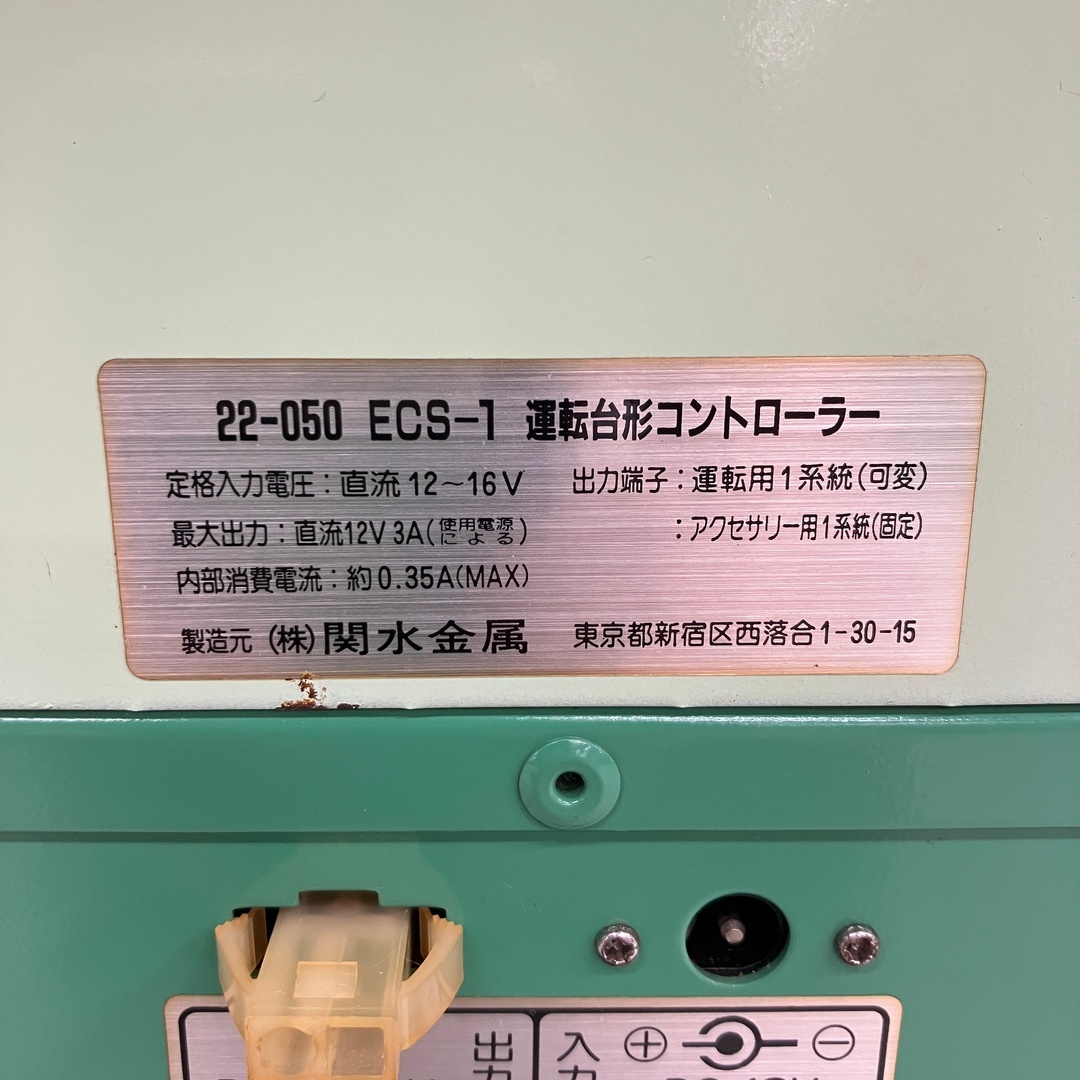 22-050 ECS-1 運転台形コントローラー
定格入力電圧：直流12～16V
最大出力：直流12V 3A(使用電源による)
内部消費電流：約0.35A(MAX)
出力端子：運転用1系統(可変)
：アクセサリー用1系統(固定)
製造元 (株)関水金属 東京都新宿区西落合1-30-15
出力
入力 ⊕ ⊖